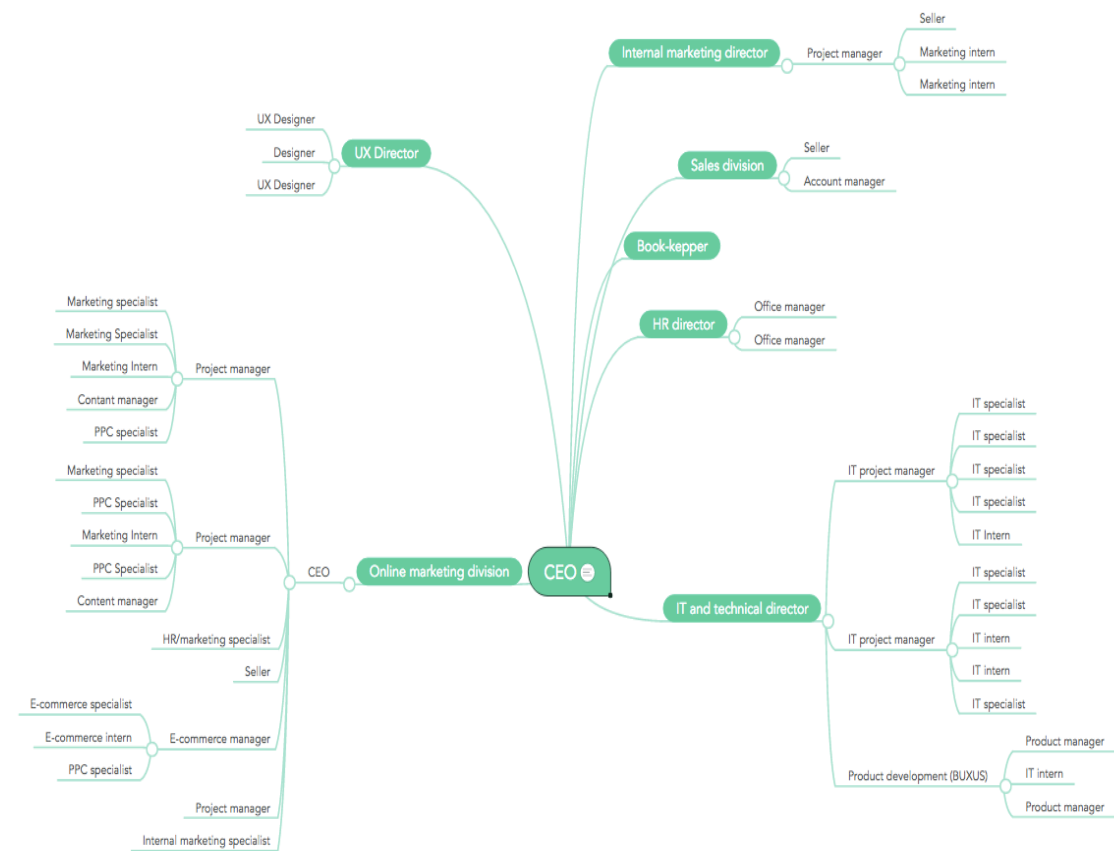 Seller
Internal marketing director
Project manager
Marketing intern
Marketing intern
UX Designer
Designer
UX Designer
UX Director
Sales division
Seller
Account manager
Book-kepper
HR director
Office manager
Office manager
Marketing specialist
Marketing Specialist
Marketing Intern
Contant manager
PPC specialist
Project manager
Marketing specialist
PPC Specialist
Marketing Intern
PPC Specialist
Content manager
Project manager
HR/marketing specialist
Seller
E-commerce specialist
E-commerce intern
PPC specialist
E-commerce manager
Project manager
Internal marketing specialist
CEO
Online marketing division
CEO
IT and technical director
IT project manager
IT specialist
IT specialist
IT specialist
IT specialist
IT Intern
IT project manager
IT specialist
IT specialist
IT intern
IT intern
IT specialist
Product development (BUXUS)
Product manager
IT intern
Product manager